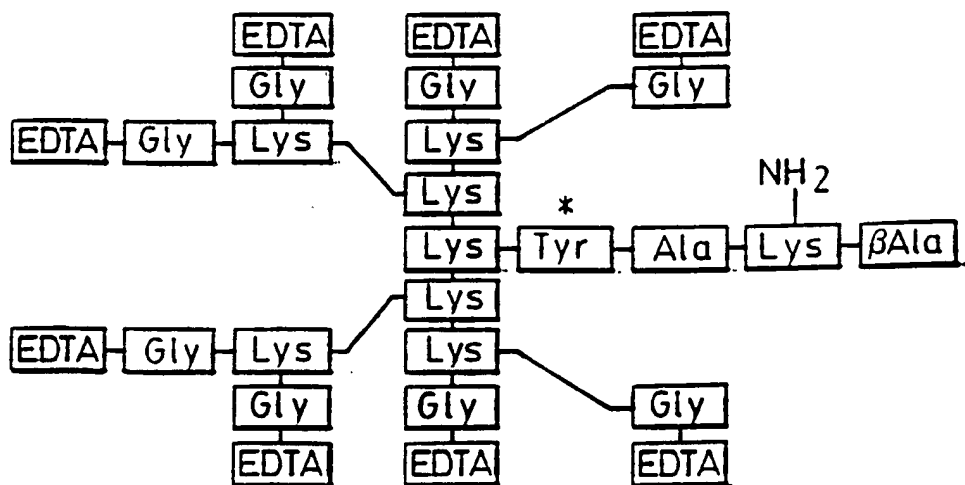 EDTA EDTA EDTA
Gly Gly Gly
EDTA Gly Lys Lys
Lys NH2
*
Lys Tyr Ala Lys βAla
Lys
EDTA Gly Lys Lys
Gly Gly Gly
EDTA EDTA EDTA